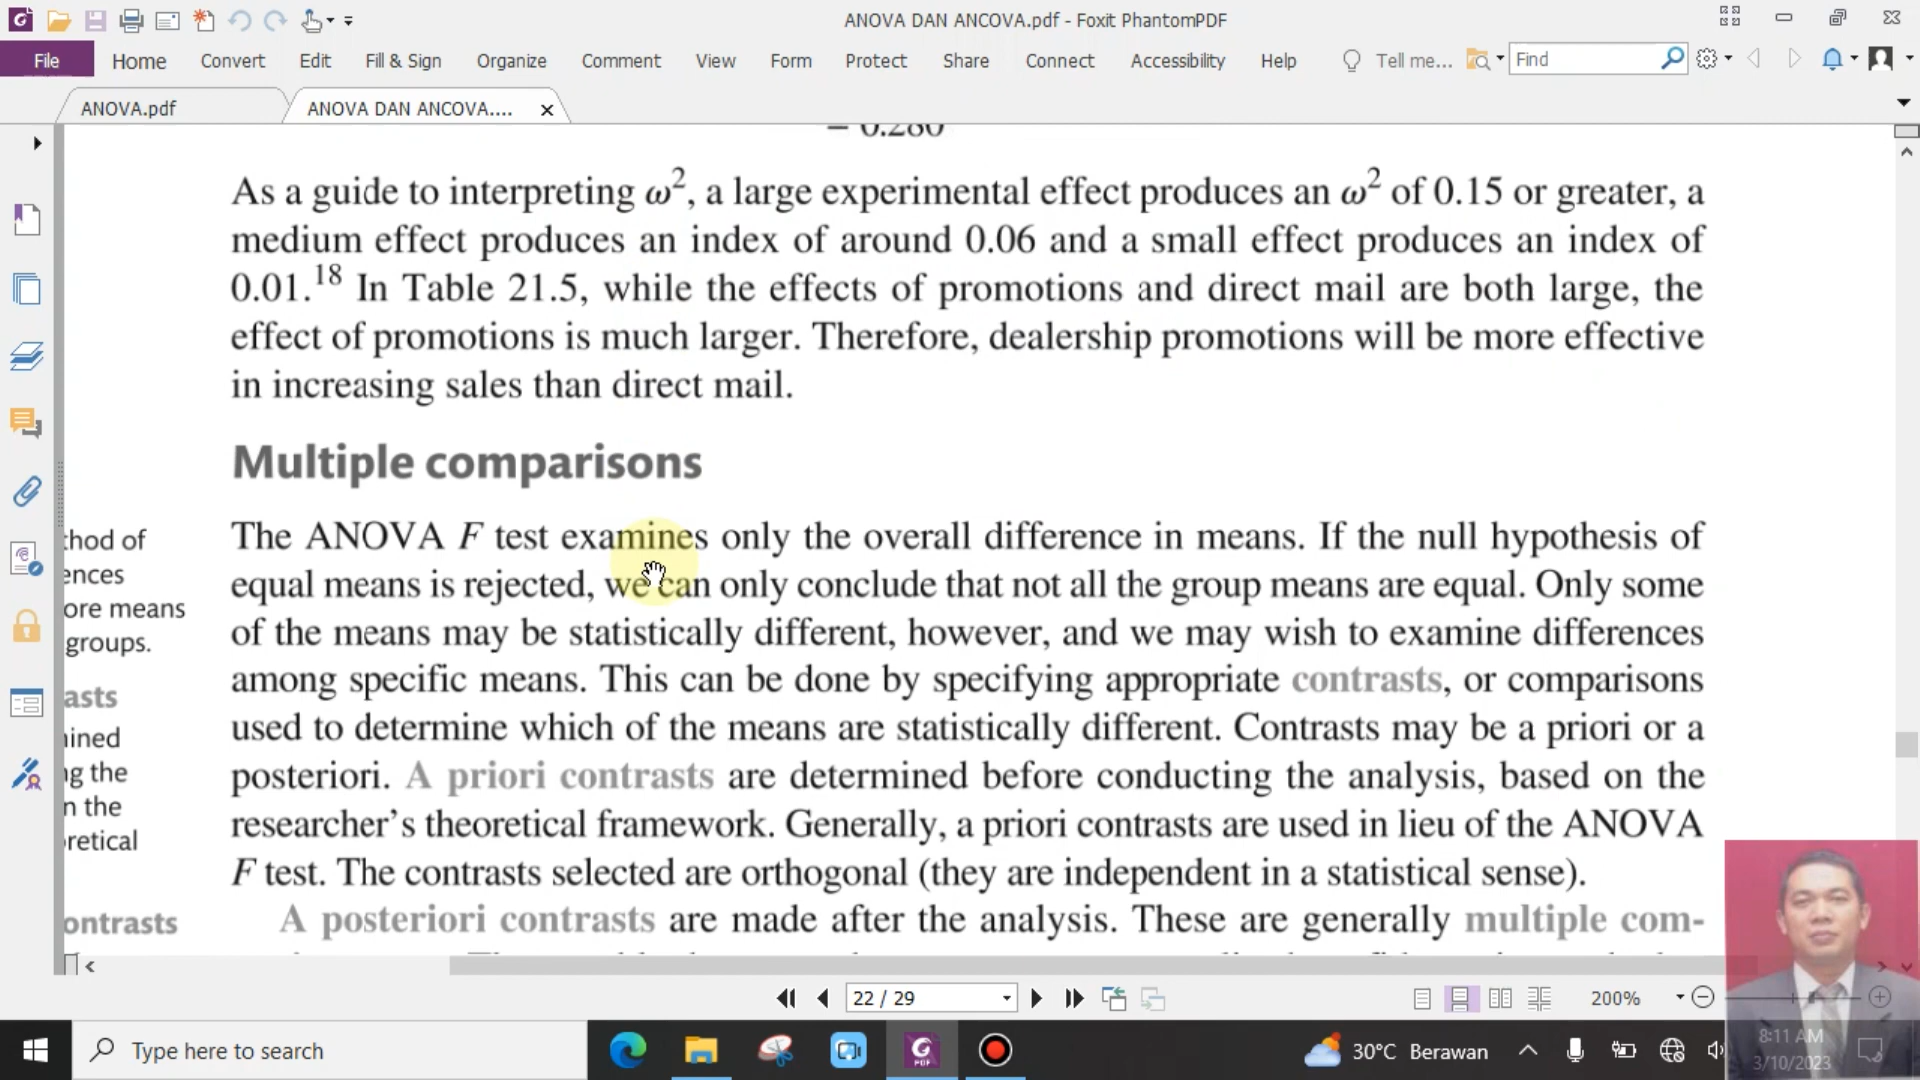 ANOVA DAN ANCOVA.pdf - Foxit PhantomPDF
File Home Convert Edit Fill & Sign Organize Comment View Form Protect Share Connect Accessibility Help Tell me... Find
ANOVA.pdf ANOVA DAN ANCOVA....
= 0.280
As a guide to interpreting ω², a large experimental effect produces an ω² of 0.15 or greater, a
medium effect produces an index of around 0.06 and a small effect produces an index of
0.01.¹⁸ In Table 21.5, while the effects of promotions and direct mail are both large, the
effect of promotions is much larger. Therefore, dealership promotions will be more effective
in increasing sales than direct mail.
Multiple comparisons
The ANOVA F test examines only the overall difference in means. If the null hypothesis of
equal means is rejected, we can only conclude that not all the group means are equal. Only some
of the means may be statistically different, however, and we may wish to examine differences
among specific means. This can be done by specifying appropriate contrasts, or comparisons
used to determine which of the means are statistically different. Contrasts may be a priori or a
posteriori. A priori contrasts are determined before conducting the analysis, based on the
researcher's theoretical framework. Generally, a priori contrasts are used in lieu of the ANOVA
F test. The contrasts selected are orthogonal (they are independent in a statistical sense).
A posteriori contrasts are made after the analysis. These are generally multiple com-
thod of
ences
ore means
groups.
asts
nined
ng the
n the
retical
ontrasts
22 / 29
200%
Type here to search
30°C Berawan
8:11 AM
3/10/2023